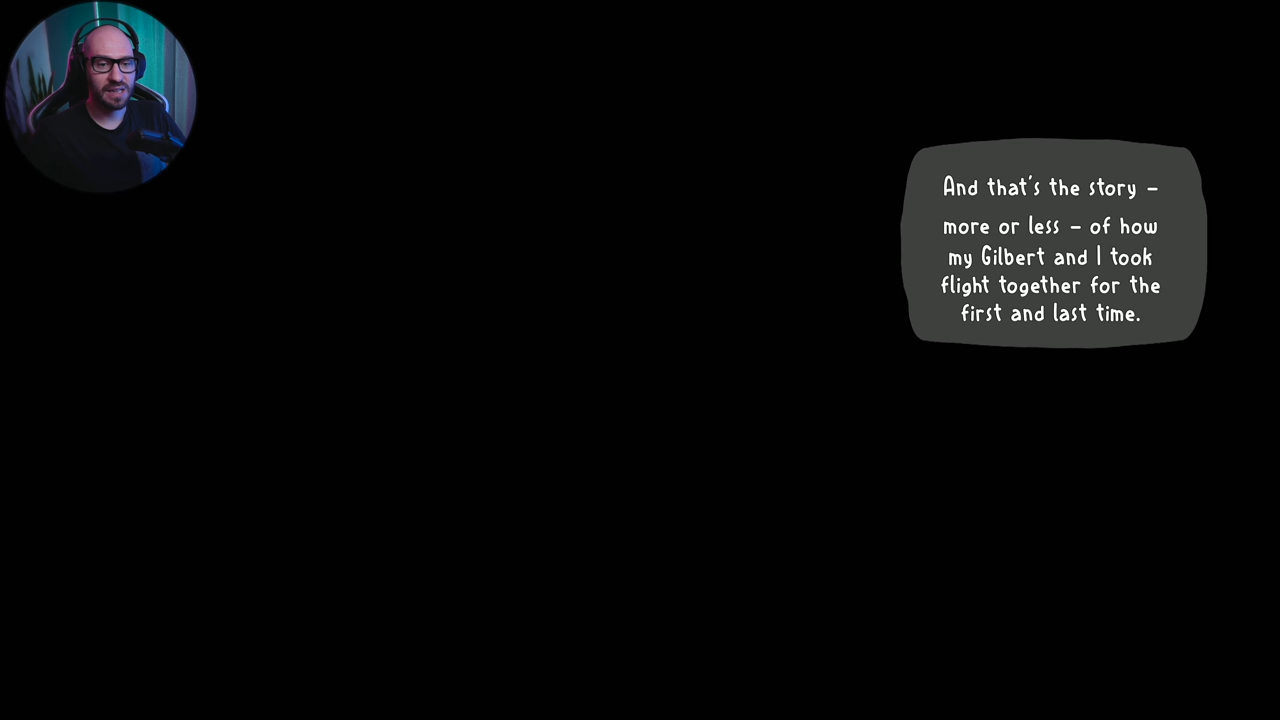 And that's the story –
more or less – of how
my Gilbert and I took
flight together for the
first and last time.